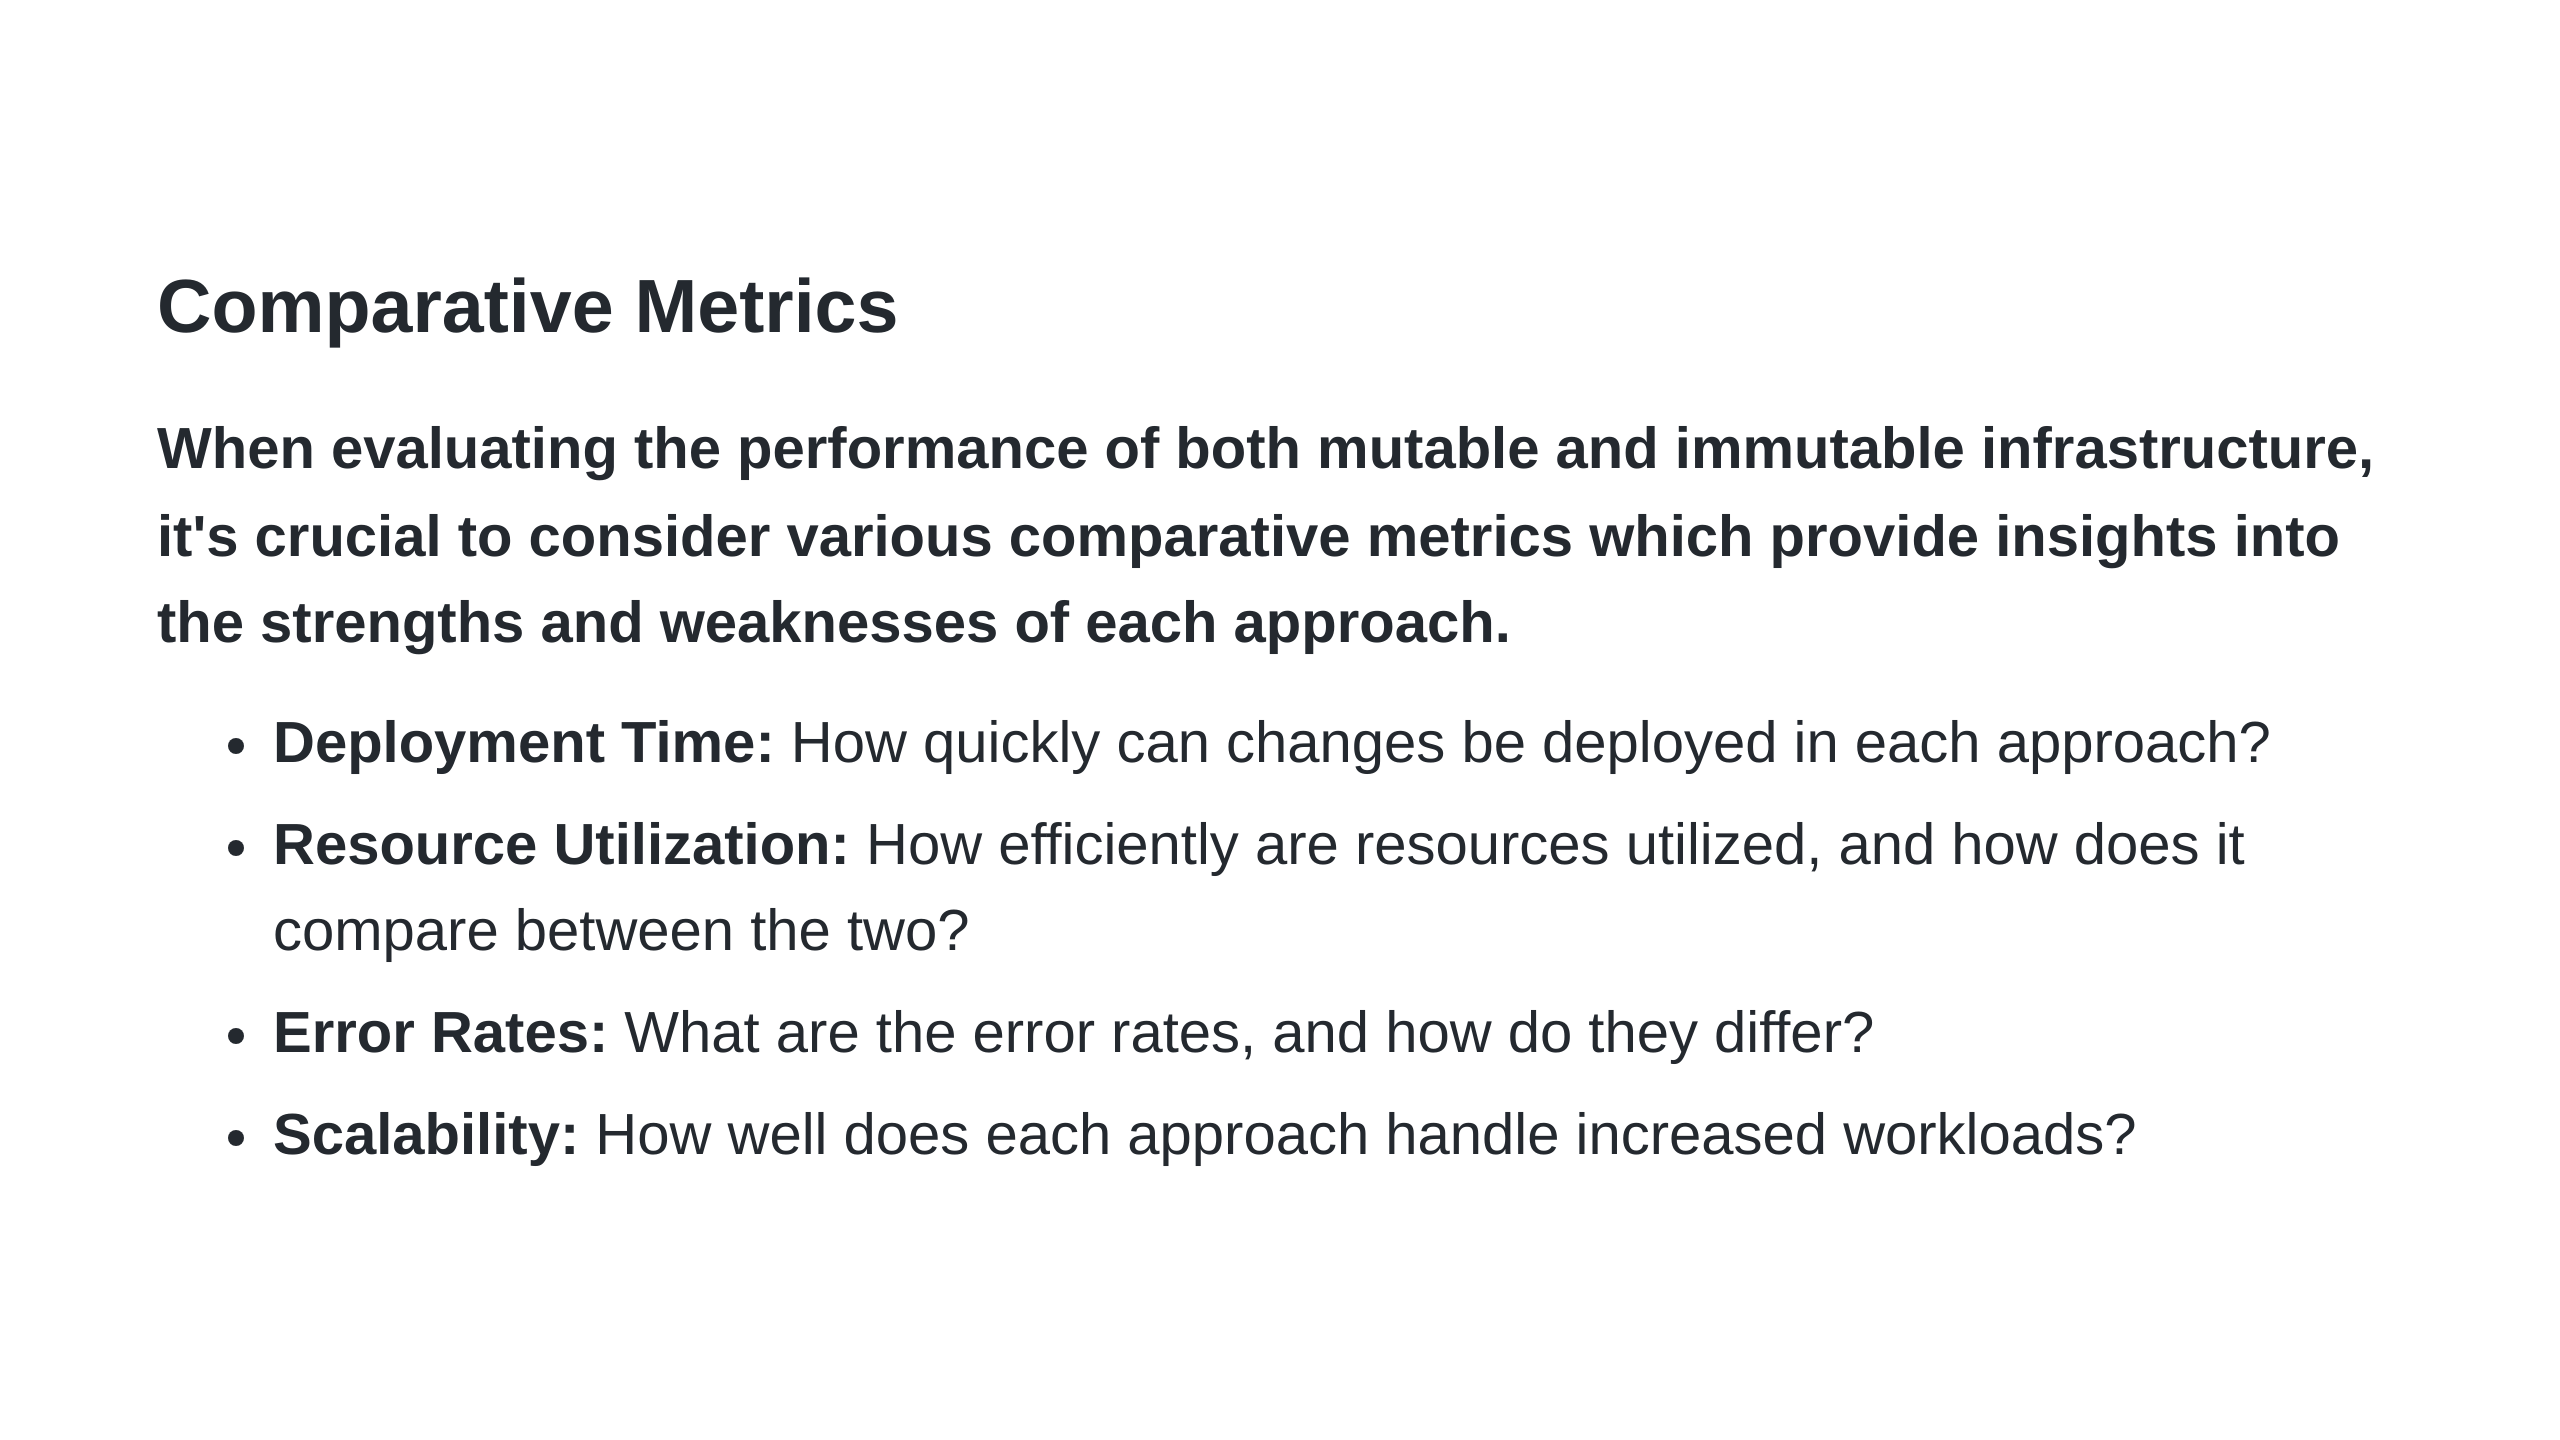 Comparative Metrics
When evaluating the performance of both mutable and immutable infrastructure,
it's crucial to consider various comparative metrics which provide insights into
the strengths and weaknesses of each approach.
• Deployment Time: How quickly can changes be deployed in each approach?
• Resource Utilization: How efficiently are resources utilized, and how does it
compare between the two?
• Error Rates: What are the error rates, and how do they differ?
• Scalability: How well does each approach handle increased workloads?